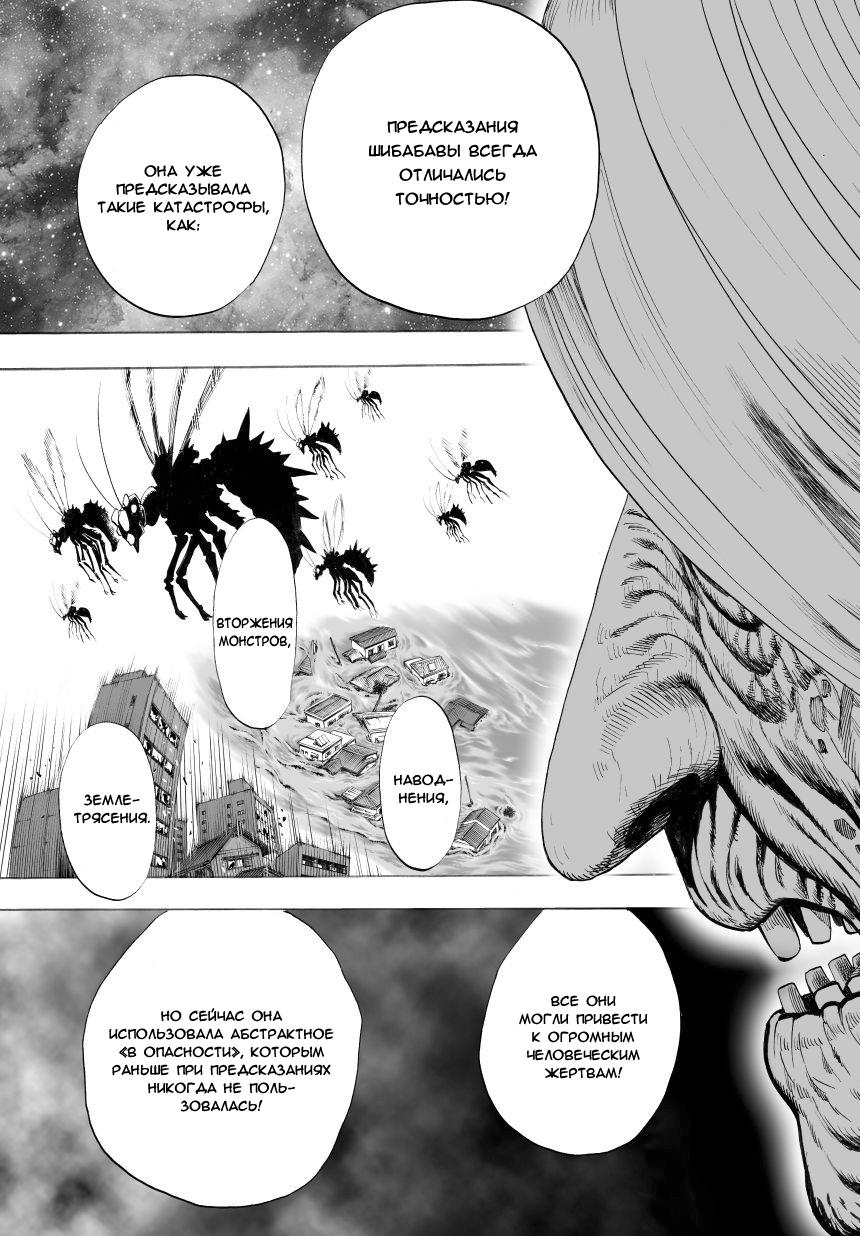 ПРЕДСКАЗАНИЯ
ШИБАБАВЫ ВСЕГДА
ОТЛИЧАЛИСЬ
ТОЧНОСТЬЮ!
ОНА УЖЕ
ПРЕДСКАЗЫВАЛА
ТАКИЕ КАТАСТРОФЫ,
КАК:
ВТОРЖЕНИЯ
МОНСТРОВ,
НАВОД-
НЕНИЯ,
ЗЕМЛЕ-
ТРЯСЕНИЯ.
ВСЕ ОНИ
МОГЛИ ПРИВЕСТИ
К ОГРОМНЫМ
ЧЕЛОВЕЧЕСКИМ
ЖЕРТВАМ!
НО СЕЙЧАС ОНА
ИСПОЛЬЗОВАЛА АБСТРАКТНОЕ
«В ОПАСНОСТИ», КОТОРЫМ
РАНЬШЕ ПРИ ПРЕДСКАЗАНИЯХ
НИКОГДА НЕ ПОЛЬ-
ЗОВАЛАСЬ!